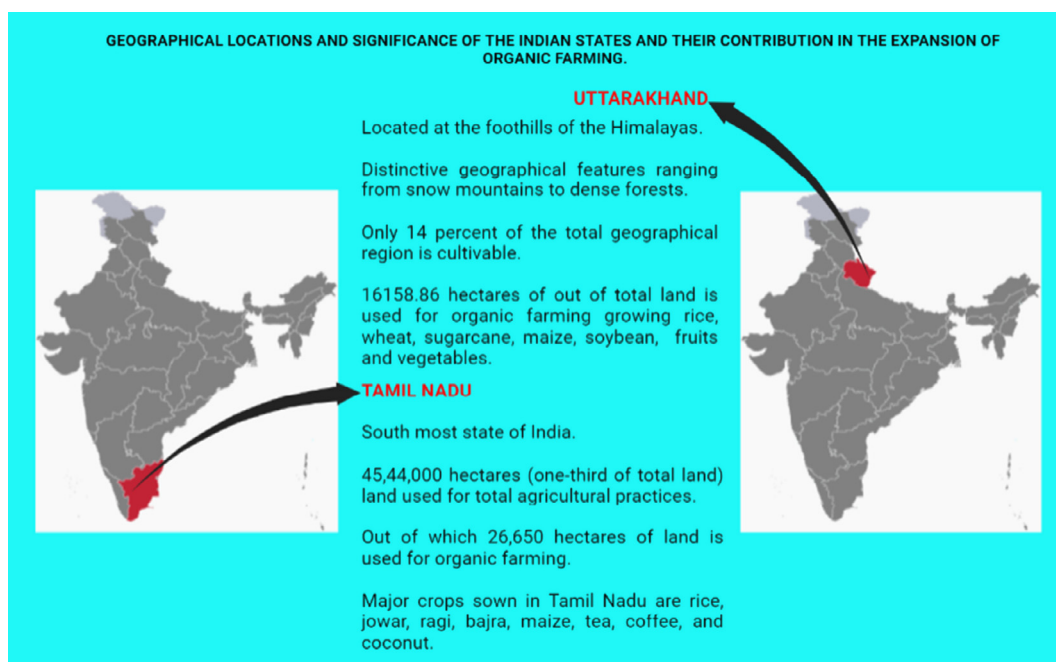 GEOGRAPHICAL LOCATIONS AND SIGNIFICANCE OF THE INDIAN STATES AND THEIR CONTRIBUTION IN THE EXPANSION OF
ORGANIC FARMING.
UTTARAKHAND
Located at the foothills of the Himalayas.
Distinctive geographical features ranging
from snow mountains to dense forests.
Only 14 percent of the total geographical
region is cultivable.
16158.86 hectares of out of total land is
used for organic farming growing rice,
wheat, sugarcane, maize, soybean, fruits
and vegetables.
TAMIL NADU
South most state of India.
45,44,000 hectares (one-third of total land)
land used for total agricultural practices.
Out of which 26,650 hectares of land is
used for organic farming.
Major crops sown in Tamil Nadu are rice,
jowar, ragi, bajra, maize, tea, coffee, and
coconut.